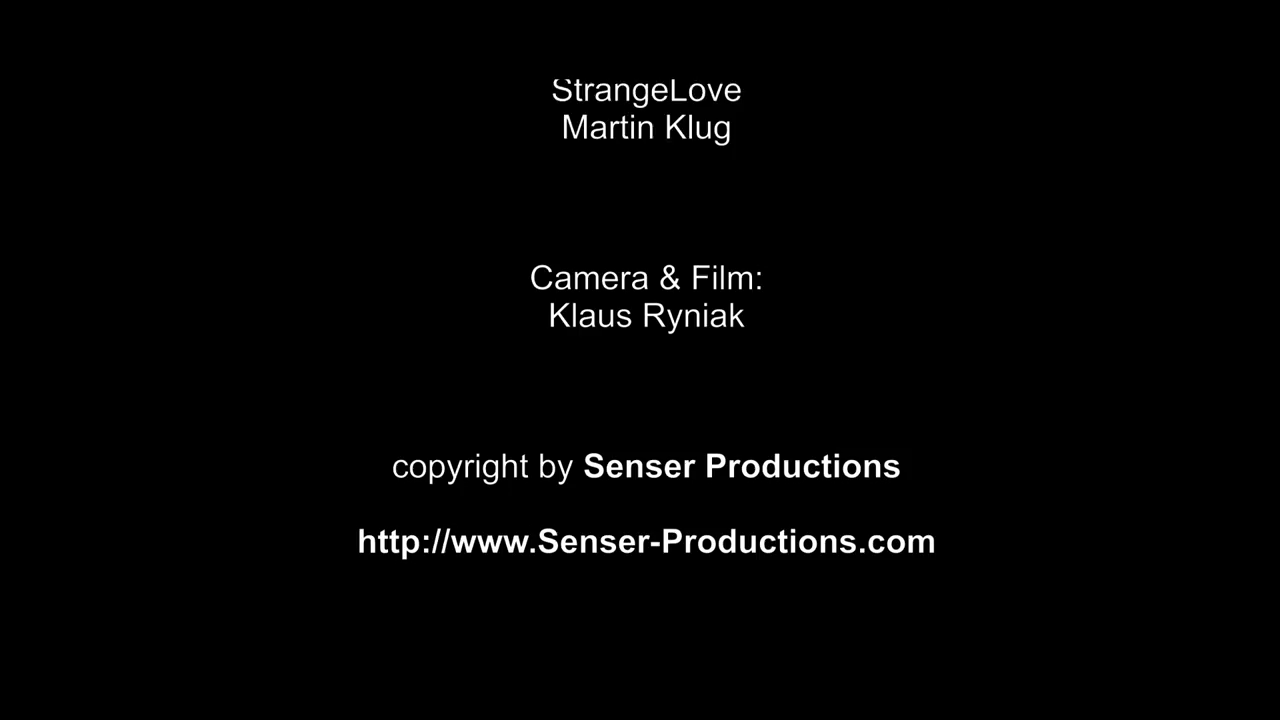 StrangeLove
Martin Klug
Camera & Film:
Klaus Ryniak
copyright by Senser Productions
http://www.Senser-Productions.com